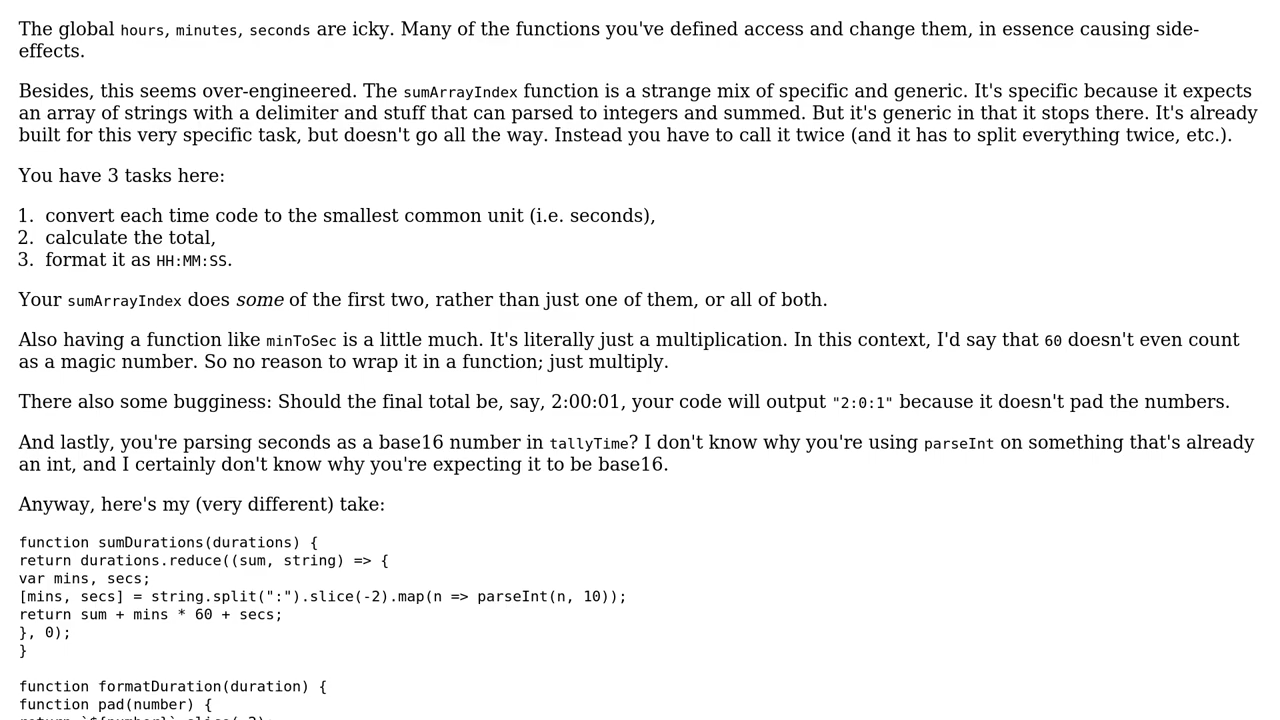 The global hours, minutes, seconds are icky. Many of the functions you've defined access and change them, in essence causing side-
effects.
Besides, this seems over-engineered. The sumArrayIndex function is a strange mix of specific and generic. It's specific because it expects
an array of strings with a delimiter and stuff that can parsed to integers and summed. But it's generic in that it stops there. It's already
built for this very specific task, but doesn't go all the way. Instead you have to call it twice (and it has to split everything twice, etc.).
You have 3 tasks here:
1. convert each time code to the smallest common unit (i.e. seconds),
2. calculate the total,
3. format it as HH:MM:SS.
Your sumArrayIndex does some of the first two, rather than just one of them, or all of both.
Also having a function like minToSec is a little much. It's literally just a multiplication. In this context, I'd say that 60 doesn't even count
as a magic number. So no reason to wrap it in a function; just multiply.
There also some bugginess: Should the final total be, say, 2:00:01, your code will output "2:0:1" because it doesn't pad the numbers.
And lastly, you're parsing seconds as a base16 number in tallyTime? I don't know why you're using parseInt on something that's already
an int, and I certainly don't know why you're expecting it to be base16.
Anyway, here's my (very different) take:
function sumDurations(durations) {
return durations.reduce((sum, string) => {
var mins, secs;
[mins, secs] = string.split(":").slice(-2).map(n => parseInt(n, 10));
return sum + mins * 60 + secs;
}, 0);
}
function formatDuration(duration) {
function pad(number) {